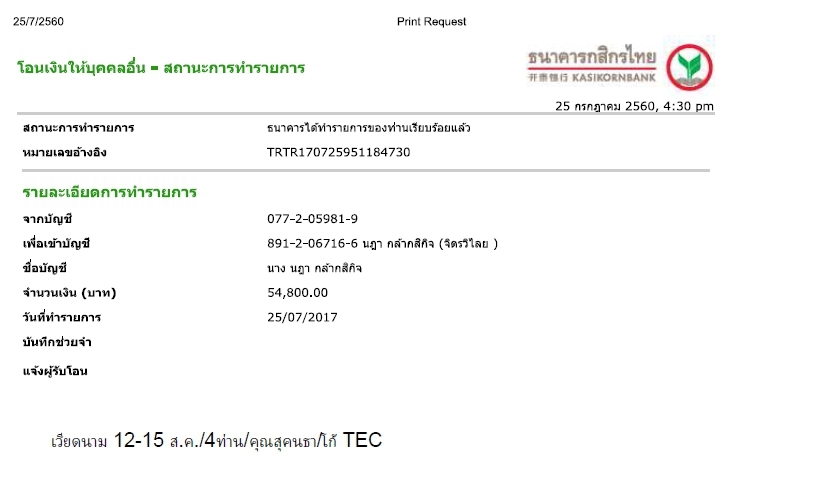 25/7/2560 Print Request
ธนาคารกสิกรไทย
开泰银行 KASIKORNBANK
โอนเงินให้บุคคลอื่น - สถานะการทำรายการ
25 กรกฎาคม 2560, 4:30 pm
สถานะการทำรายการ ธนาคารได้ทำรายการของท่านเรียบร้อยแล้ว
หมายเลขอ้างอิง TRTR170725951184730
รายละเอียดการทำรายการ
จากบัญชี 077-2-05981-9
เพื่อเข้าบัญชี 891-2-06716-6 นฎา กล้ากสิกิจ (จิดรวิไลย )
ชื่อบัญชี นาง นฎา กล้ากสิกิจ
จำนวนเงิน (บาท) 54,800.00
วันที่ทำรายการ 25/07/2017
บันทึกช่วยจำ
แจ้งผู้รับโอน
เวียดนาม 12-15 ส.ค./4ท่าน/คุณสุคนธา/โก้ TEC